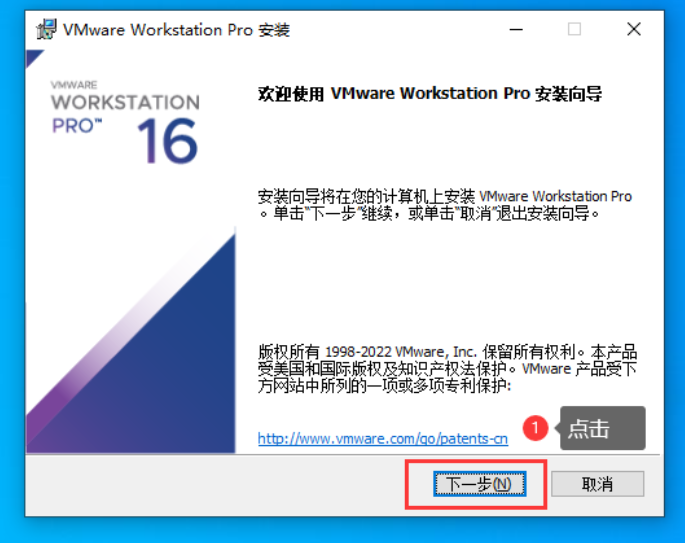 VMware Workstation Pro 安装
VMWARE
WORKSTATION
PRO™ 16
欢迎使用 VMware Workstation Pro 安装向导
安装向导将在您的计算机上安装 VMware Workstation Pro
。单击“下一步”继续，或单击“取消”退出安装向导。
版权所有 1998-2022 VMware, Inc. 保留所有权利。本产品
受美国和国际版权及知识产权法保护。VMware 产品受下
方网站中所列的一项或多项专利保护:
http://www.vmware.com/go/patents-cn
1 点击
下一步(N) 取消